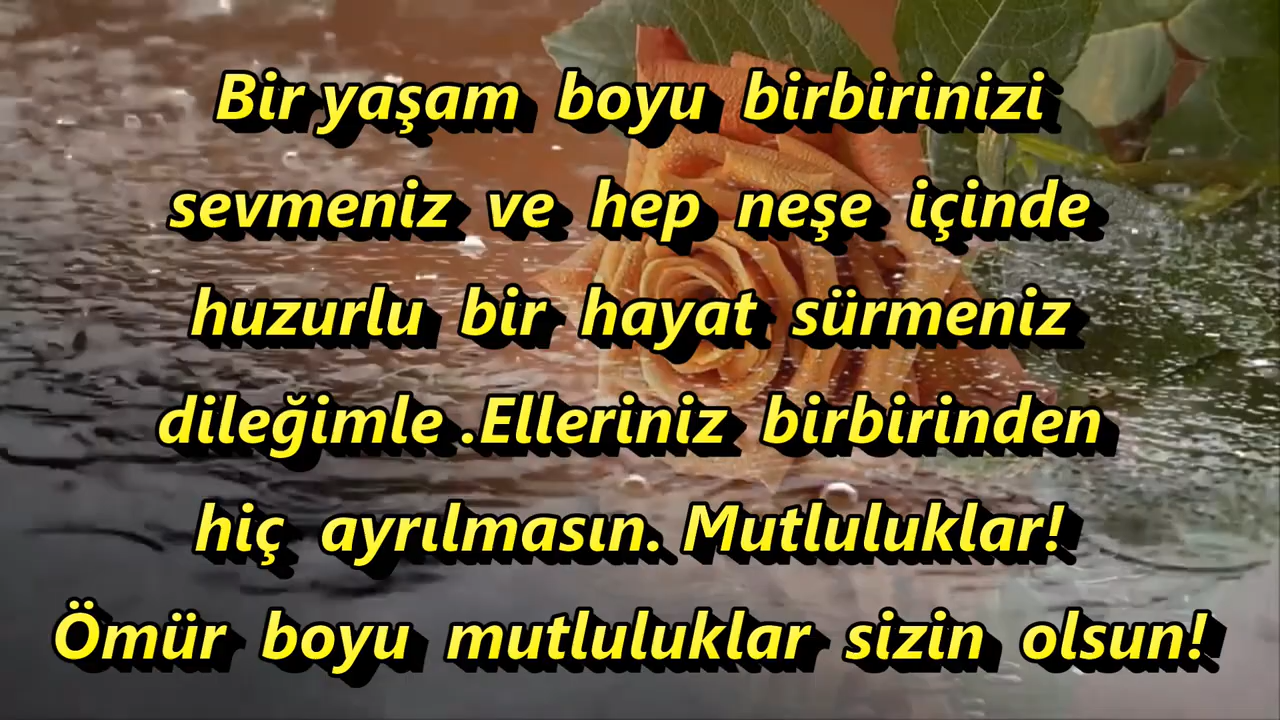 Bir yaşam boyu birbirinizi
sevmeniz ve hep neşe içinde
huzurlu bir hayat sürmeniz
dileğimle .Elleriniz birbirinden
hiç ayrılmasın. Mutluluklar!
Ömür boyu mutluluklar sizin olsun!